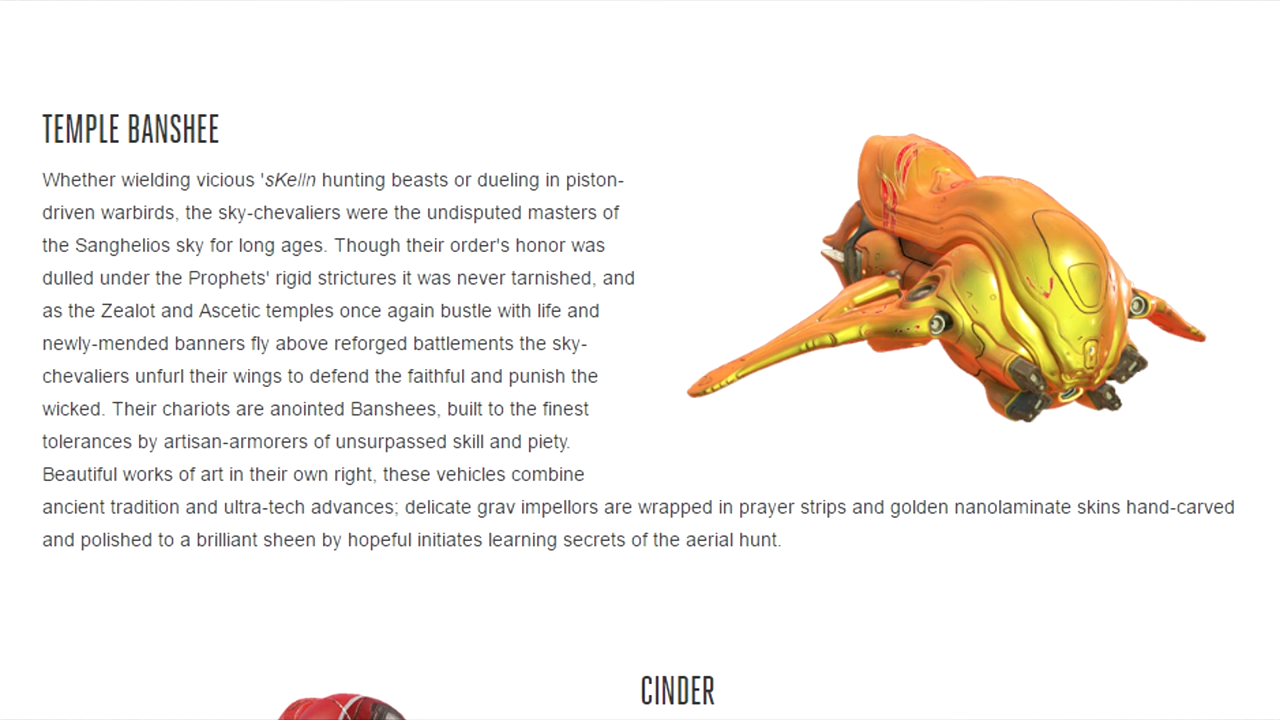 TEMPLE BANSHEE
Whether wielding vicious 'sKelln hunting beasts or dueling in piston-
driven warbirds, the sky-chevaliers were the undisputed masters of
the Sanghelios sky for long ages. Though their order's honor was
dulled under the Prophets' rigid strictures it was never tarnished, and
as the Zealot and Ascetic temples once again bustle with life and
newly-mended banners fly above reforged battlements the sky-
chevaliers unfurl their wings to defend the faithful and punish the
wicked. Their chariots are anointed Banshees, built to the finest
tolerances by artisan-armorers of unsurpassed skill and piety.
Beautiful works of art in their own right, these vehicles combine
ancient tradition and ultra-tech advances; delicate grav impellors are wrapped in prayer strips and golden nanolaminate skins hand-carved
and polished to a brilliant sheen by hopeful initiates learning secrets of the aerial hunt.
CINDER